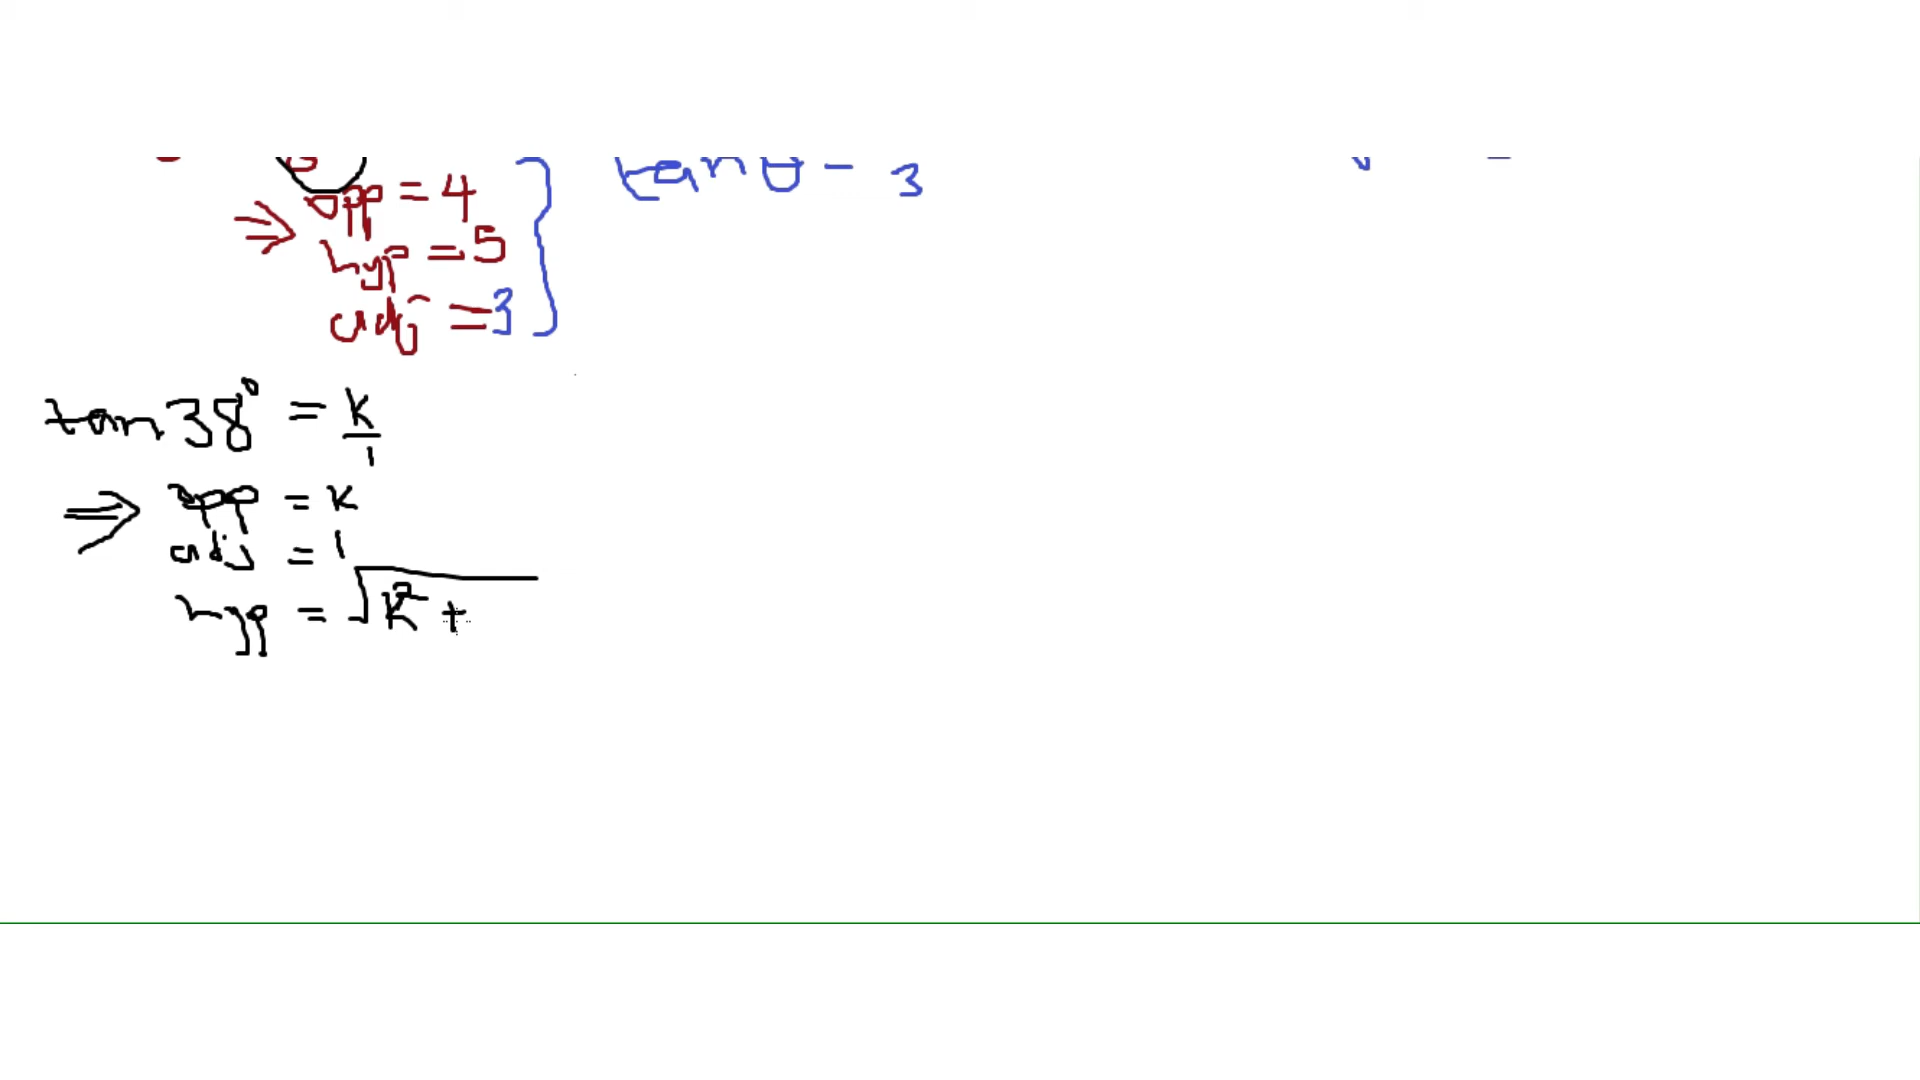 opp = 4
tan θ = 3
hyp = 5
adj = 3
tan 38° = K/1
⇒ opp = K
adj = 1
hyp = √K² +